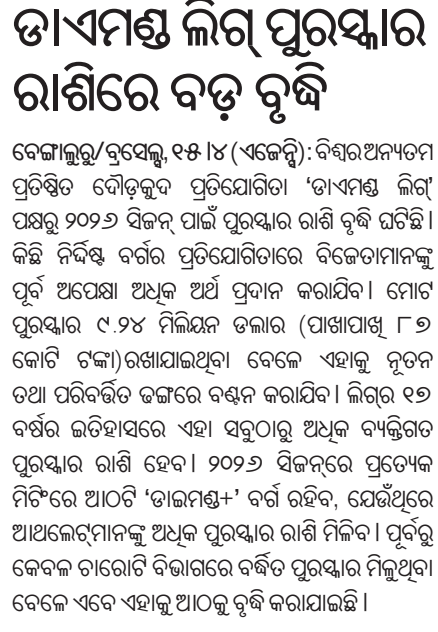 ଡାଏମଣ୍ଡ ଲିଗ୍ ପୁରସ୍କାର
ରାଶିରେ ବଡ଼ ବୃଦ୍ଧି
ବେଙ୍ଗାଲୁରୁ/ବ୍ରସେଲ୍ସ,୧୫ା୪(ଏଜେନ୍ସି): ବିଶ୍ୱରଅନ୍ୟତମ
ପ୍ରତିଷ୍ଠିତ ଦୌଡ଼କୁଦ ପ୍ରତିଯୋଗିତା ‘ଡାଏମଣ୍ଡ ଲିଗ୍’
ପକ୍ଷରୁ ୨୦୨୬ ସିଜନ୍ ପାଇଁ ପୁରସ୍କାର ରାଶି ବୃଦ୍ଧି ଘଟିଛି।
କିଛି ନିର୍ଦ୍ଦିଷ୍ଟ ବର୍ଗର ପ୍ରତିଯୋଗିତାରେ ବିଜେତାମାନଙ୍କୁ
ପୂର୍ବ ଅପେକ୍ଷା ଅଧିକ ଅର୍ଥ ପ୍ରଦାନ କରାଯିବ। ମୋଟ
ପୁରସ୍କାର ୯.୨୪ ମିଲିୟନ ଡଲାର (ପାଖାପାଖି ୮୭
କୋଟି ଟଙ୍କା)ରଖାଯାଇଥିବା ବେଳେ ଏହାକୁ ନୂତନ
ତଥା ପରିବର୍ତ୍ତିତ ଢଙ୍ଗରେ ବଣ୍ଟନ କରାଯିବ। ଲିଗ୍‌ର ୧୭
ବର୍ଷର ଇତିହାସରେ ଏହା ସବୁଠାରୁ ଅଧିକ ବ୍ୟକ୍ତିଗତ
ପୁରସ୍କାର ରାଶି ହେବ। ୨୦୨୬ ସିଜନ୍‌ରେ ପ୍ରତ୍ୟେକ
ମିଟିଂରେ ଆଠଟି ‘ଡାଇମଣ୍ଡ+’ ବର୍ଗ ରହିବ, ଯେଉଁଥିରେ
ଆଥଲେଟ୍‌ମାନଙ୍କୁ ଅଧିକ ପୁରସ୍କାର ରାଶି ମିଳିବ। ପୂର୍ବରୁ
କେବଳ ଚାରୋଟି ବିଭାଗରେ ବର୍ଦ୍ଧିତ ପୁରସ୍କାର ମିଳୁଥିବା
ବେଳେ ଏବେ ଏହାକୁ ଆଠକୁ ବୃଦ୍ଧି କରାଯାଇଛି।